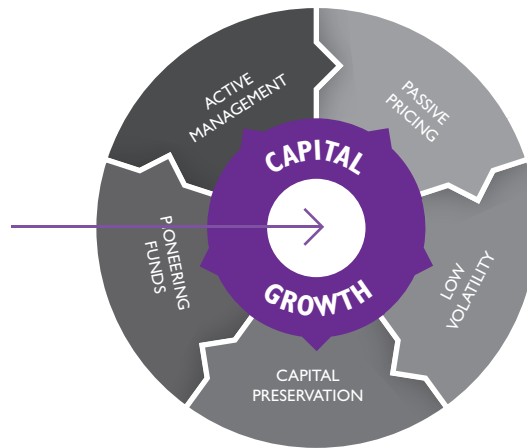 ACTIVE
MANAGEMENT
PASSIVE
PRICING
LOW
VOLATILITY
CAPITAL
PRESERVATION
PIONEERING
FUNDS
CAPITAL
GROWTH